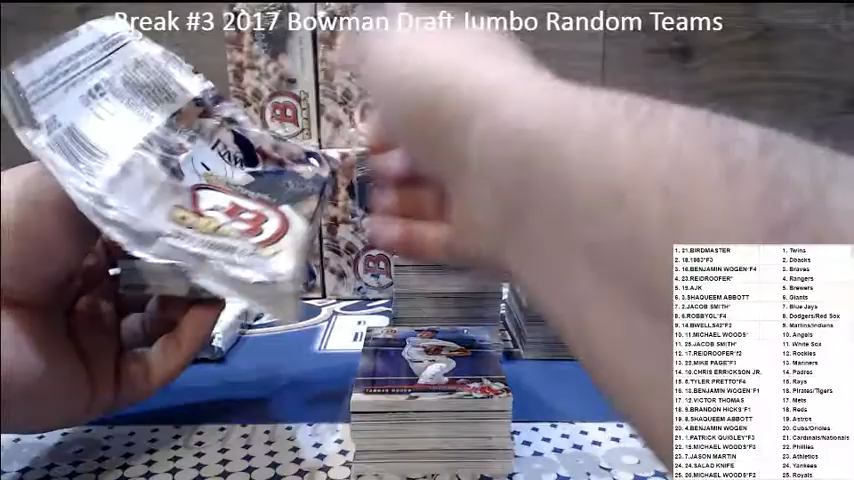 Break #3 2017 Bowman Draft Jumbo Random Teams
1. 21.BIRDMASTER 1. Twins
2. 18.1983*F3 2. Dbacks
3. 16.BENJAMIN WOGEN*F4 3. Braves
4. 23.REIDROOFER* 4. Rangers
5. 19.AJK 5. Brewers
6. 3.SHAQUEEM ABBOTT 6. Giants
7. 2.JACOB SMITH* 7. Blue Jays
8. 6.ROBBYOL*F4 8. Dodgers/Red Sox
9. 14.BWELLS42*F2 9. Marlins/Indians
10. 11.MICHAEL WOODS* 10. Angels
11. 25.JACOB SMITH* 11. White Sox
12. 17.REIDROOFER*f2 12. Rockies
13. 22.MIKE PAGE*F1 13. Mariners
14. 10.CHRIS ERRICKSON JR. 14. Padres
15. 5.TYLER PRETTO*F4 15. Rays
16. 13.BENJAMIN WOGEN*F1 16. Pirates/Tigers
17. 12.VICTOR THOMAS 17. Mets
18. 9.BRANDON HICKS*F1 18. Reds
19. 8.SHAQUEEM ABBOTT 19. Astros
20. 4.BENJAMIN WOGEN 20. Cubs/Orioles
21. 1.PATRICK QUIGLEY*F3 21. Cardinals/Nationals
22. 15.MICHAEL WOODS*F3 22. Phillies
23. 7.JASON MARTIN 23. Athletics
24. 24.SALAD KNIFE 24. Yankees
25. 20.MICHAEL WOODS*F2 25. Royals